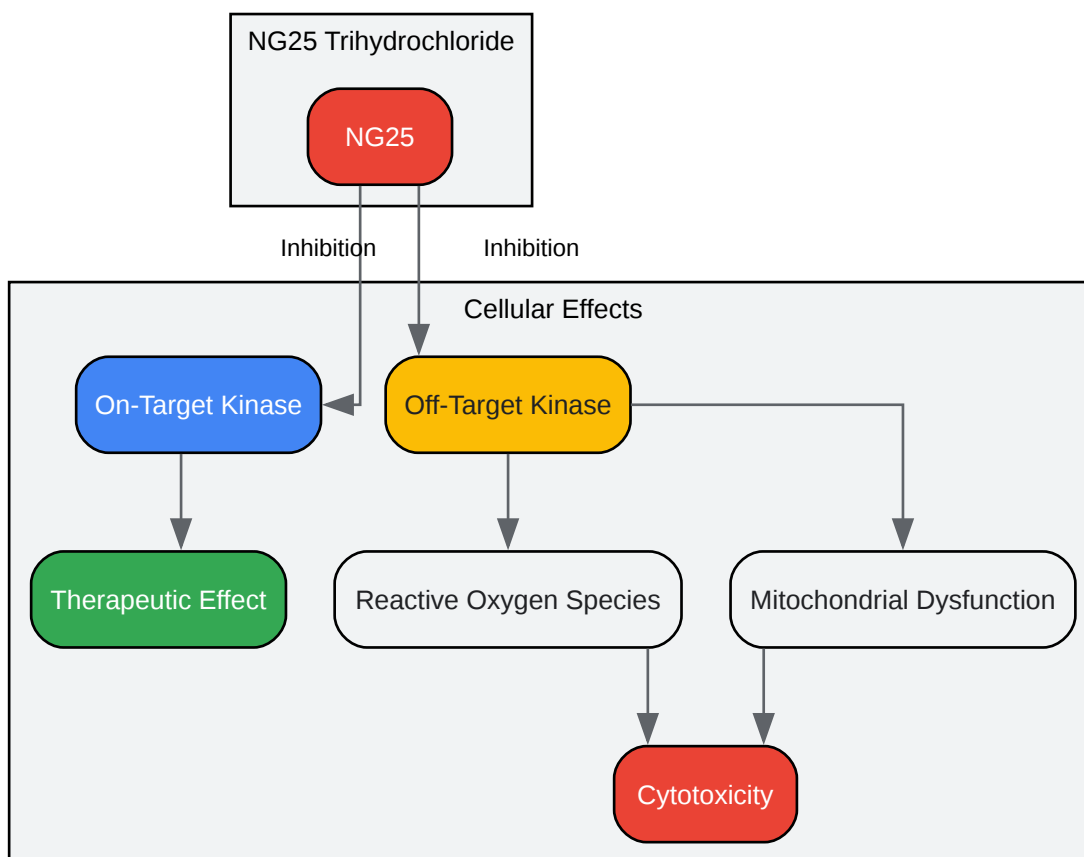 NG25 Trihydrochloride
NG25
Inhibition
Inhibition
Cellular Effects
On-Target Kinase
Off-Target Kinase
Therapeutic Effect
Reactive Oxygen Species
Mitochondrial Dysfunction
Cytotoxicity